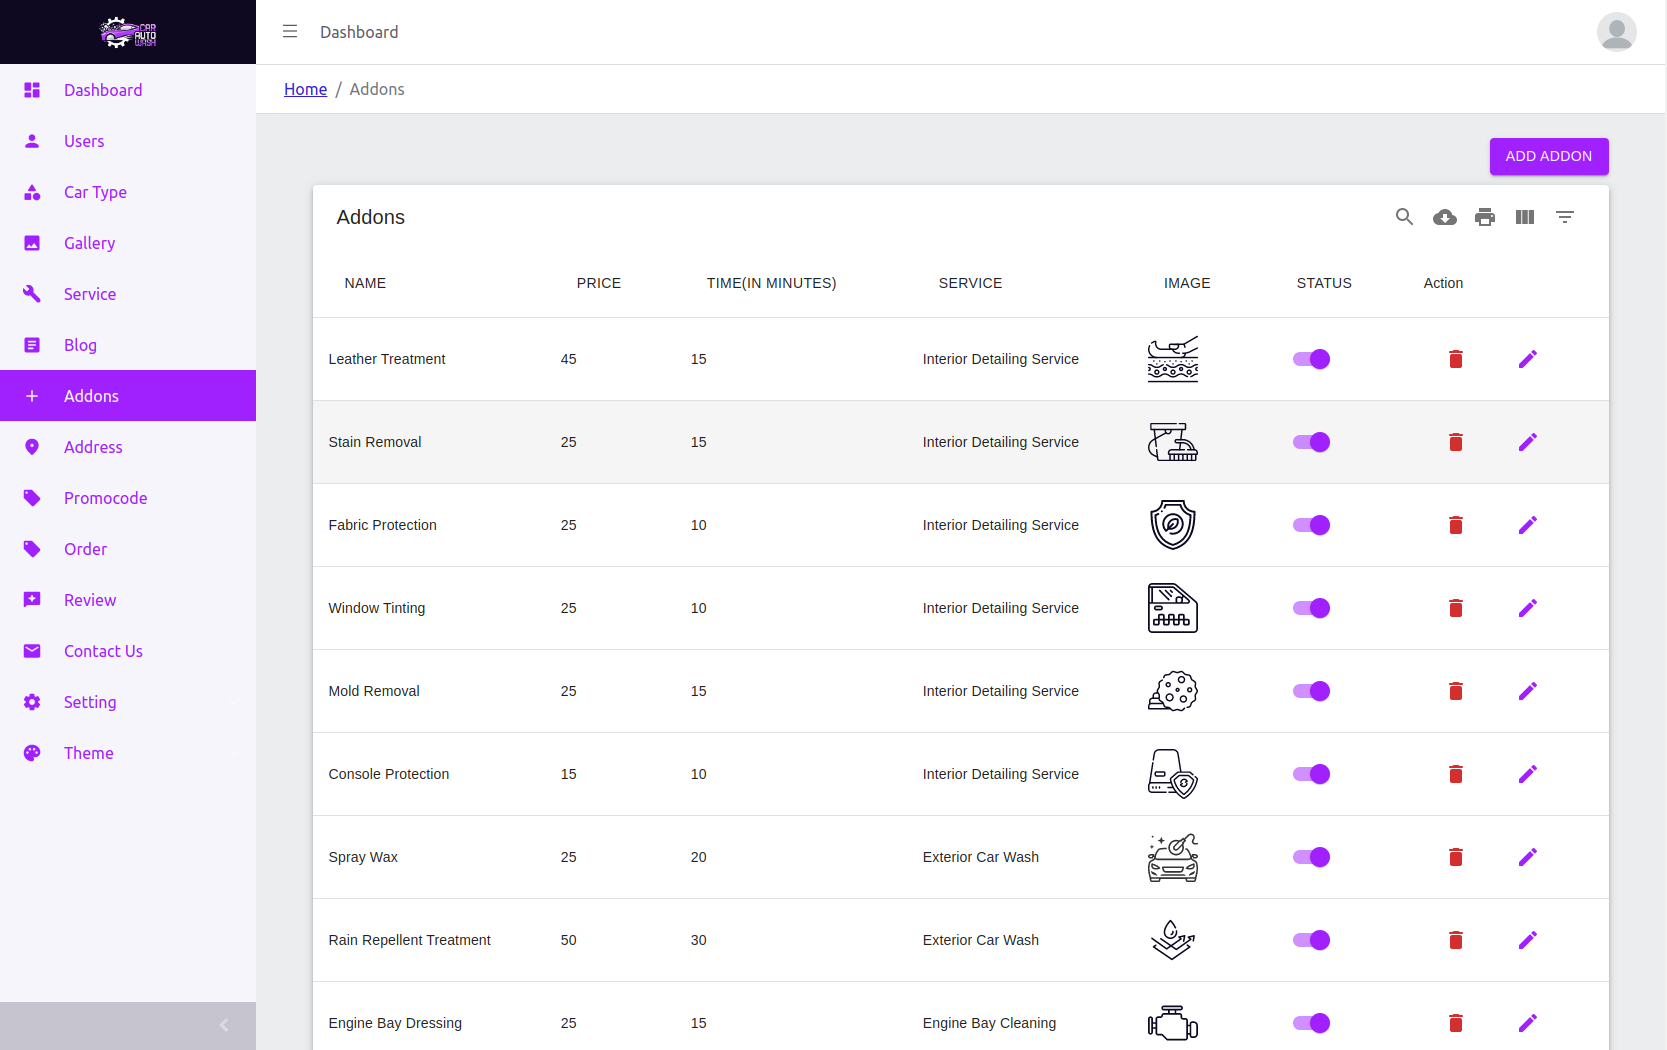 CAR
AUTO
WASH
Dashboard
Home / Addons
Dashboard
Users
Car Type
Gallery
Service
Blog
Addons
Address
Promocode
Order
Review
Contact Us
Setting
Theme
ADD ADDON
Addons
NAME PRICE TIME(IN MINUTES) SERVICE IMAGE STATUS Action
Leather Treatment 45 15 Interior Detailing Service
Stain Removal 25 15 Interior Detailing Service
Fabric Protection 25 10 Interior Detailing Service
Window Tinting 25 10 Interior Detailing Service
Mold Removal 25 15 Interior Detailing Service
Console Protection 15 10 Interior Detailing Service
Spray Wax 25 20 Exterior Car Wash
Rain Repellent Treatment 50 30 Exterior Car Wash
Engine Bay Dressing 25 15 Engine Bay Cleaning